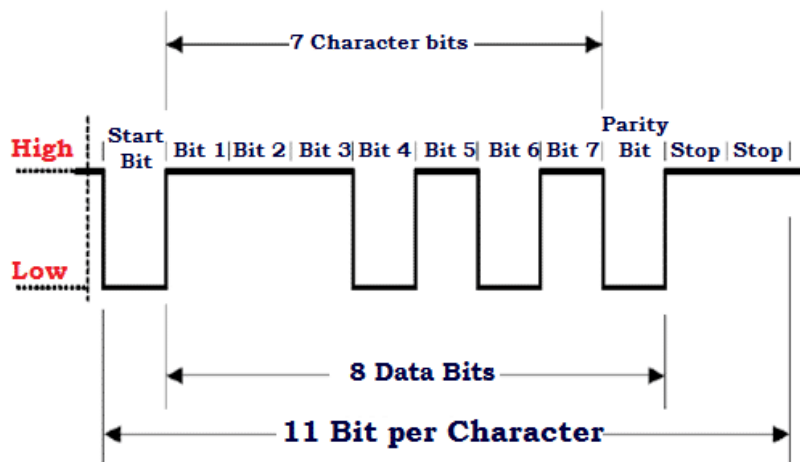 7 Character bits
High
Start Bit
Bit 1
Bit 2
Bit 3
Bit 4
Bit 5
Bit 6
Bit 7
Parity Bit
Stop
Stop
Low
8 Data Bits
11 Bit per Character